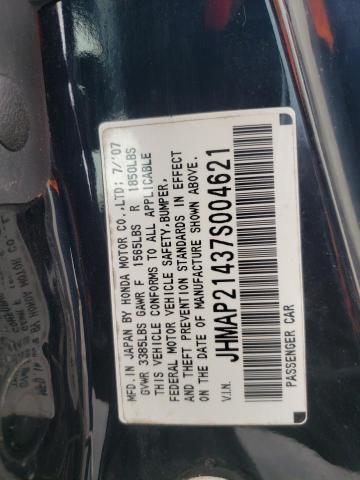 MFD.IN JAPAN BY HONDA MOTOR CO.,LTD; 7/'07
GVWR 3385LBS GAWR F 1565LBS R 1850LBS
THIS VEHICLE CONFORMS TO ALL APPLICABLE
FEDERAL MOTOR VEHICLE SAFETY,BUMPER,
AND THEFT PREVENTION STANDARDS IN EFFECT
ON THE DATE OF MANUFACTURE SHOWN ABOVE.
V.I.N. JHMAP21437S004621
PASSENGER CAR